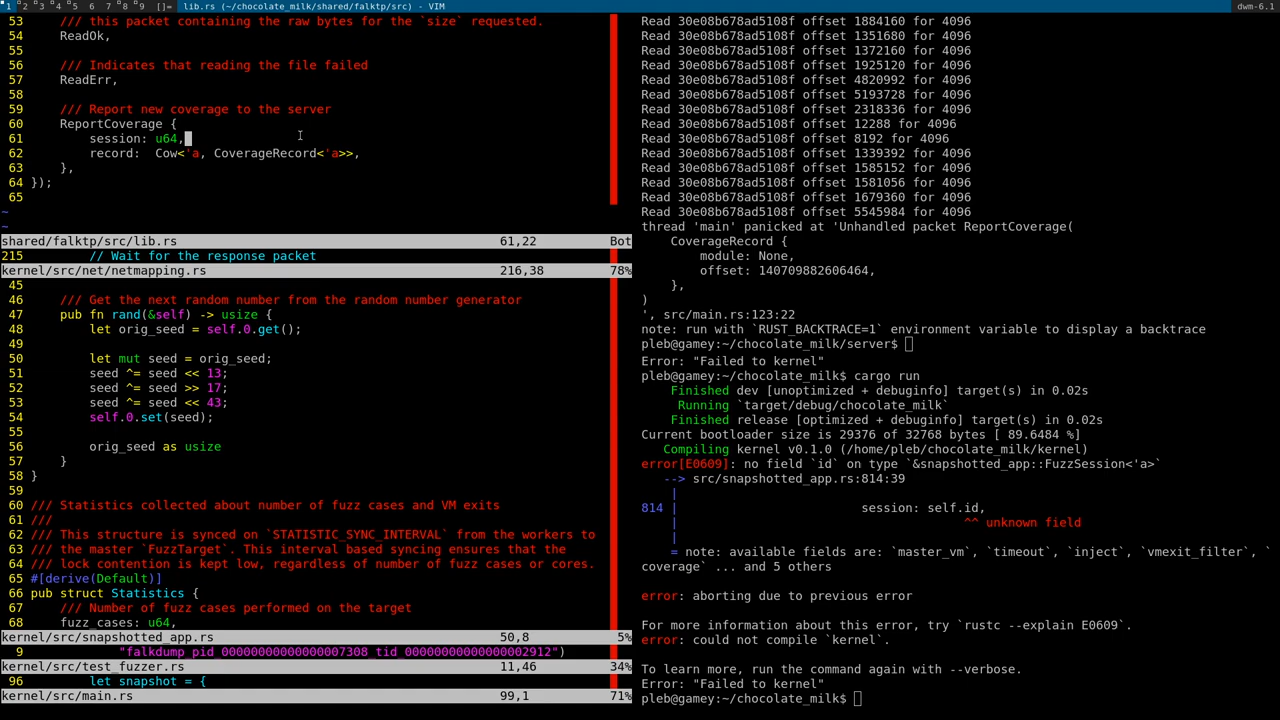 1 2 3 4 5 6 7 8 9 []= lib.rs (~/chocolate_milk/shared/falktp/src) - VIM
dwm-6.1
53 /// this packet containing the raw bytes for the `size` requested.
54 ReadOk,
55
56 /// Indicates that reading the file failed
57 ReadErr,
58
59 /// Report new coverage to the server
60 ReportCoverage {
61 session: u64,
62 record: Cow<'a, CoverageRecord<'a>>,
63 },
64 });
65
~
~
shared/falktp/src/lib.rs 61,22 Bot
215 // Wait for the response packet
kernel/src/net/netmapping.rs 216,38 78%
45
46 /// Get the next random number from the random number generator
47 pub fn rand(&self) -> usize {
48 let orig_seed = self.0.get();
49
50 let mut seed = orig_seed;
51 seed ^= seed << 13;
52 seed ^= seed >> 17;
53 seed ^= seed << 43;
54 self.0.set(seed);
55
56 orig_seed as usize
57 }
58 }
59
60 /// Statistics collected about number of fuzz cases and VM exits
61 ///
62 /// This structure is synced on `STATISTIC_SYNC_INTERVAL` from the workers to
63 /// the master `FuzzTarget`. This interval based syncing ensures that the
64 /// lock contention is kept low, regardless of number of fuzz cases or cores.
65 #[derive(Default)]
66 pub struct Statistics {
67 /// Number of fuzz cases performed on the target
68 fuzz_cases: u64,
kernel/src/snapshotted_app.rs 50,8 5%
9 "falkdump_pid_00000000000000007308_tid_00000000000000002912")
kernel/src/test_fuzzer.rs 11,46 34%
96 let snapshot = {
kernel/src/main.rs 99,1 71%
Read 30e08b678ad5108f offset 1884160 for 4096
Read 30e08b678ad5108f offset 1351680 for 4096
Read 30e08b678ad5108f offset 1372160 for 4096
Read 30e08b678ad5108f offset 1925120 for 4096
Read 30e08b678ad5108f offset 4820992 for 4096
Read 30e08b678ad5108f offset 5193728 for 4096
Read 30e08b678ad5108f offset 2318336 for 4096
Read 30e08b678ad5108f offset 12288 for 4096
Read 30e08b678ad5108f offset 8192 for 4096
Read 30e08b678ad5108f offset 1339392 for 4096
Read 30e08b678ad5108f offset 1585152 for 4096
Read 30e08b678ad5108f offset 1581056 for 4096
Read 30e08b678ad5108f offset 1679360 for 4096
Read 30e08b678ad5108f offset 5545984 for 4096
thread 'main' panicked at 'Unhandled packet ReportCoverage(
CoverageRecord {
module: None,
offset: 140709882606464,
},
)
', src/main.rs:123:22
note: run with `RUST_BACKTRACE=1` environment variable to display a backtrace
pleb@gamey:~/chocolate_milk/server$
Error: "Failed to kernel"
pleb@gamey:~/chocolate_milk$ cargo run
Finished dev [unoptimized + debuginfo] target(s) in 0.02s
Running `target/debug/chocolate_milk`
Finished release [optimized + debuginfo] target(s) in 0.02s
Current bootloader size is 29376 of 32768 bytes [ 89.6484 %]
Compiling kernel v0.1.0 (/home/pleb/chocolate_milk/kernel)
error[E0609]: no field `id` on type `&snapshotted_app::FuzzSession<'a>`
--> src/snapshotted_app.rs:814:39
|
814 | session: self.id,
| ^^ unknown field
|
= note: available fields are: `master_vm`, `timeout`, `inject`, `vmexit_filter`, `
coverage` ... and 5 others
error: aborting due to previous error
For more information about this error, try `rustc --explain E0609`.
error: could not compile `kernel`.
To learn more, run the command again with --verbose.
Error: "Failed to kernel"
pleb@gamey:~/chocolate_milk$